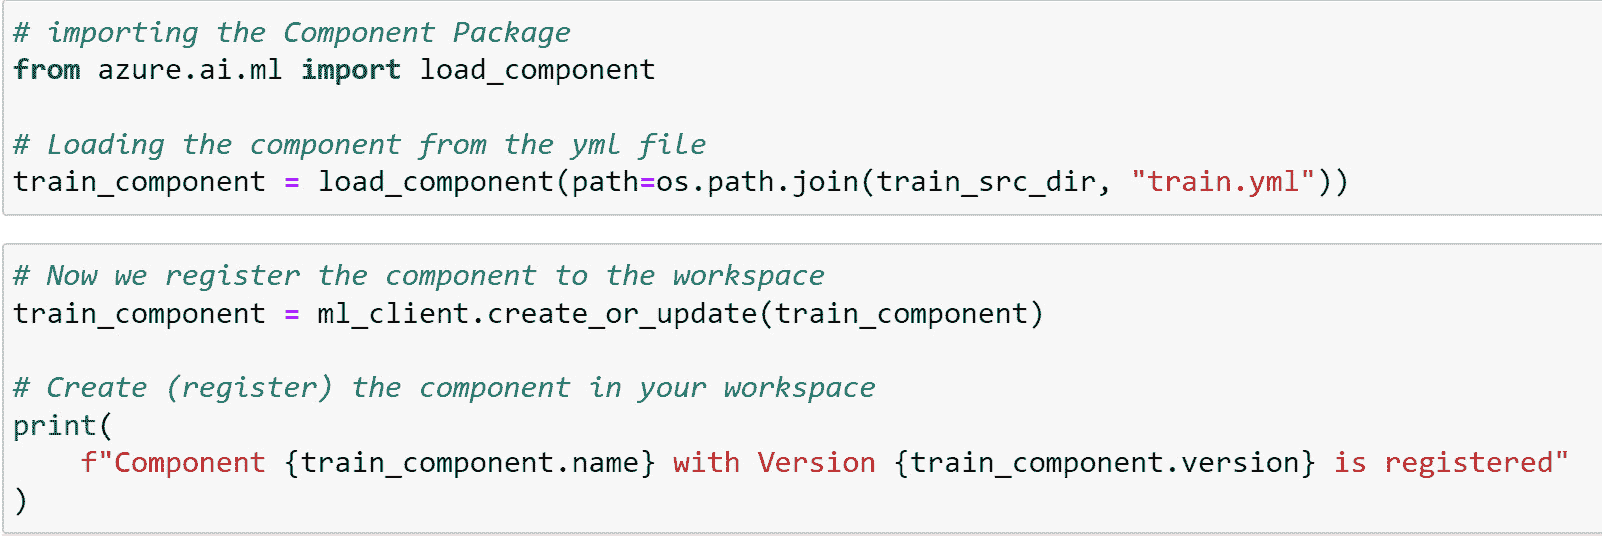 # importing the Component Package
from azure.ai.ml import load_component
# Loading the component from the yml file
train_component = load_component(path=os.path.join(train_src_dir, "train.yml"))
# Now we register the component to the workspace
train_component = ml_client.create_or_update(train_component)
# Create (register) the component in your workspace
print(
    f"Component {train_component.name} with Version {train_component.version} is registered"
)